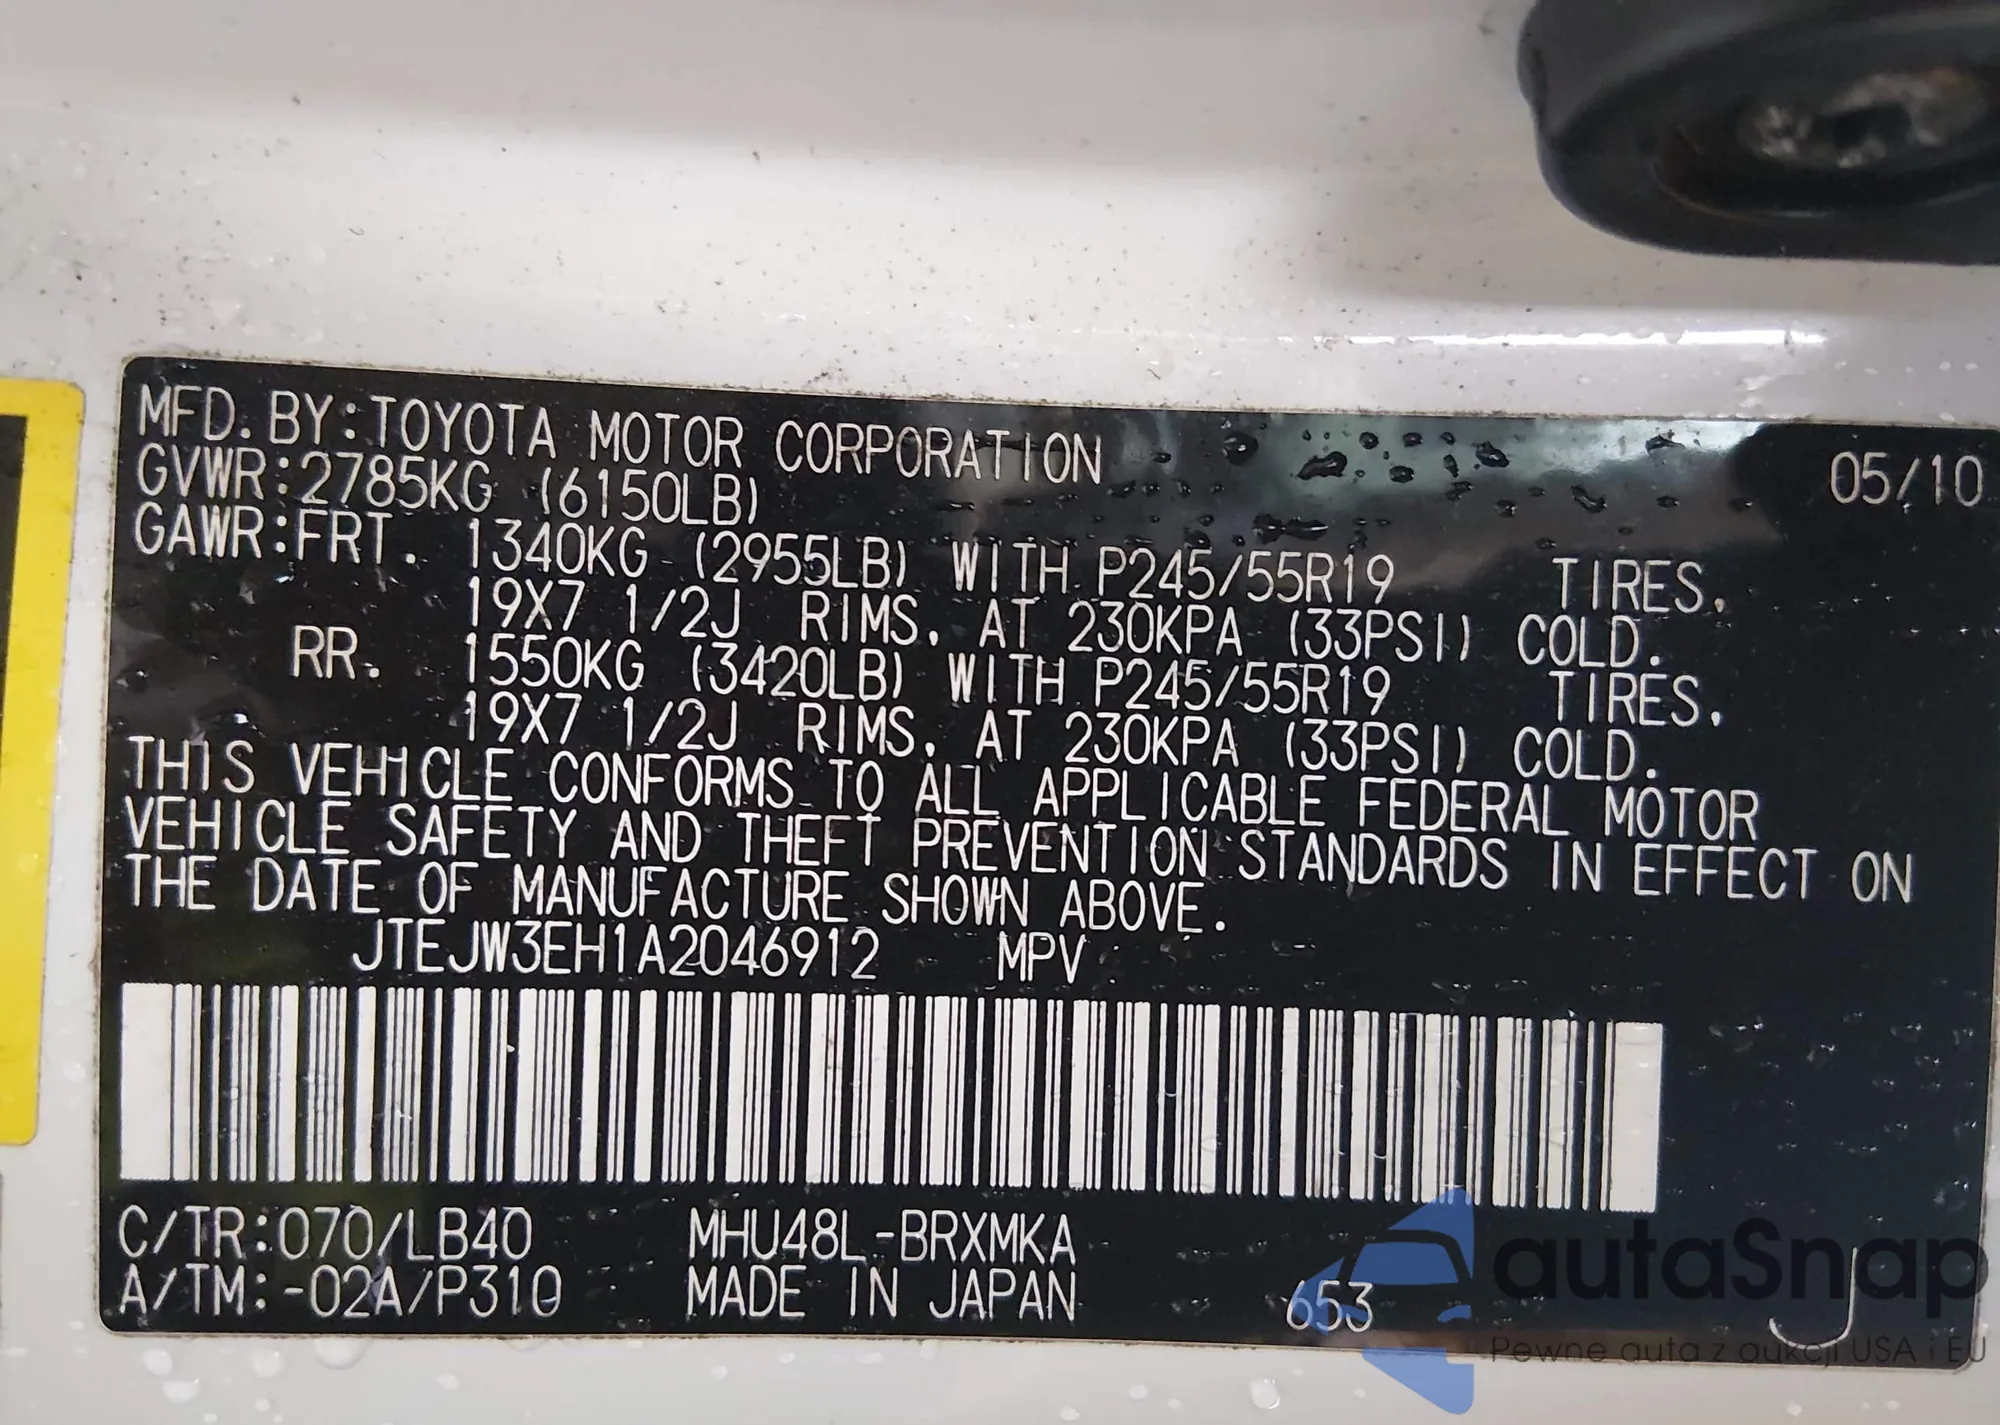 MFD. BY: TOYOTA MOTOR CORPORATION 05/10
GVWR: 2785KG (6150LB)
GAWR: FRT. 1340KG (2955LB) WITH P245/55R19 TIRES,
19X7 1/2J RIMS, AT 230KPA (33PSI) COLD.
RR. 1550KG (3420LB) WITH P245/55R19 TIRES,
19X7 1/2J RIMS, AT 230KPA (33PSI) COLD.
THIS VEHICLE CONFORMS TO ALL APPLICABLE FEDERAL MOTOR
VEHICLE SAFETY AND THEFT PREVENTION STANDARDS IN EFFECT ON
THE DATE OF MANUFACTURE SHOWN ABOVE.
JTEJW3EH1A2046912 MPV
C/TR: 070/LB40 MHU48L-BRXMKA
A/TM: -02A/P310 MADE IN JAPAN 653 J
autaSnap
Pewne auta z aukcji USA i EU